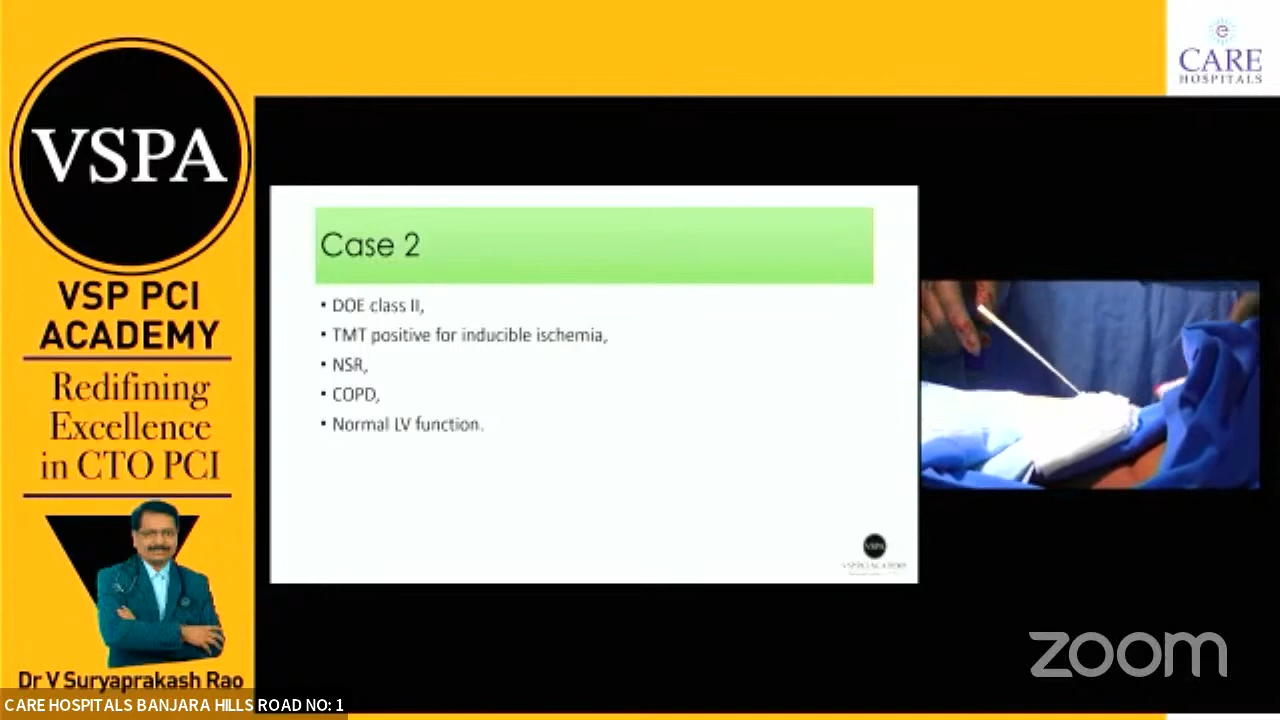 VSPA
VSP PCI
ACADEMY
Redifining
Excellence
in CTO PCI
Dr V Suryaprakash Rao
CARE HOSPITALS BANJARA HILLS ROAD NO: 1
Case 2
• DOE class II,
• TMT positive for inducible ischemia,
• NSR,
• COPD,
• Normal LV function.
VSPA
e
CARE
HOSPITALS
zoom